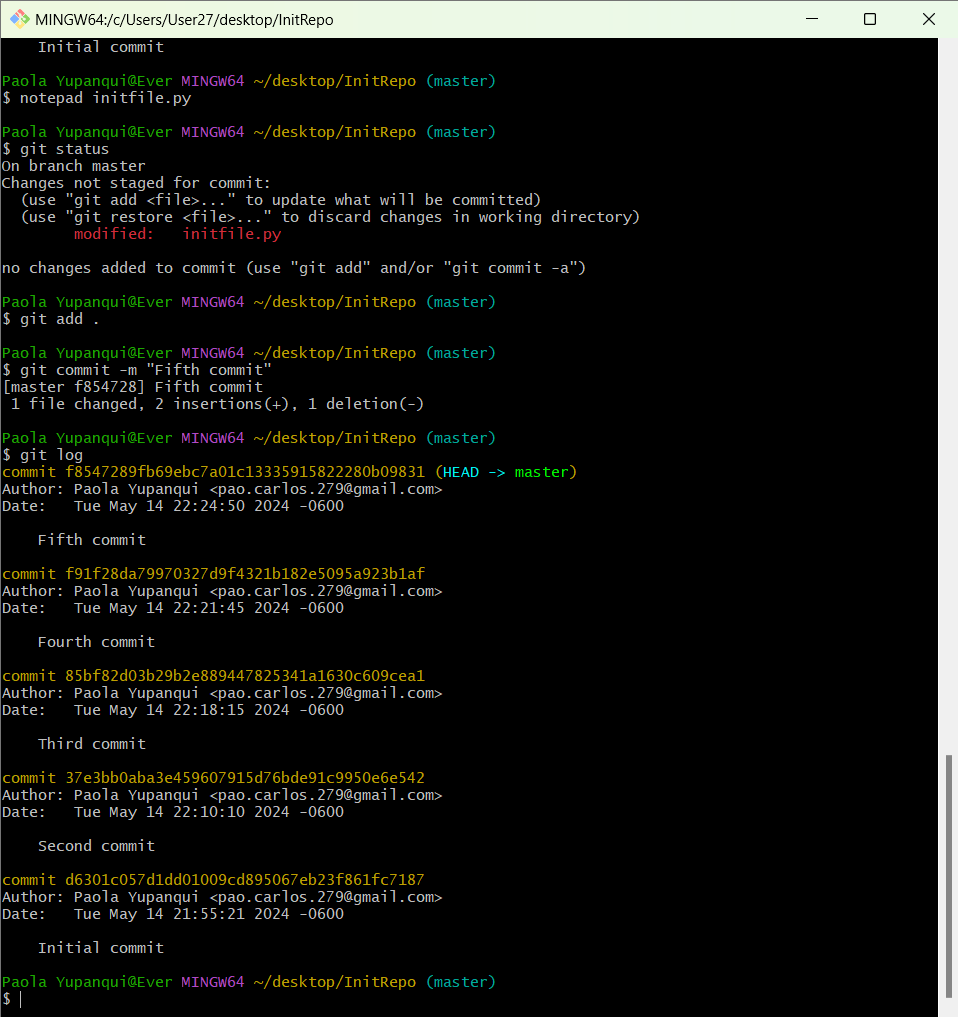 MINGW64:/c/Users/User27/desktop/InitRepo
Initial commit
Paola Yupanqui@Ever MINGW64 ~/desktop/InitRepo (master)
$ notepad initfile.py
Paola Yupanqui@Ever MINGW64 ~/desktop/InitRepo (master)
$ git status
On branch master
Changes not staged for commit:
(use "git add <file>..." to update what will be committed)
(use "git restore <file>..." to discard changes in working directory)
modified:   initfile.py
no changes added to commit (use "git add" and/or "git commit -a")
Paola Yupanqui@Ever MINGW64 ~/desktop/InitRepo (master)
$ git add .
Paola Yupanqui@Ever MINGW64 ~/desktop/InitRepo (master)
$ git commit -m "Fifth commit"
[master f854728] Fifth commit
1 file changed, 2 insertions(+), 1 deletion(-)
Paola Yupanqui@Ever MINGW64 ~/desktop/InitRepo (master)
$ git log
commit f8547289fb69ebc7a01c13335915822280b09831 (HEAD -> master)
Author: Paola Yupanqui <pao.carlos.279@gmail.com>
Date:   Tue May 14 22:24:50 2024 -0600
Fifth commit
commit f91f28da79970327d9f4321b182e5095a923b1af
Author: Paola Yupanqui <pao.carlos.279@gmail.com>
Date:   Tue May 14 22:21:45 2024 -0600
Fourth commit
commit 85bf82d03b29b2e889447825341a1630c609cea1
Author: Paola Yupanqui <pao.carlos.279@gmail.com>
Date:   Tue May 14 22:18:15 2024 -0600
Third commit
commit 37e3bb0aba3e459607915d76bde91c9950e6e542
Author: Paola Yupanqui <pao.carlos.279@gmail.com>
Date:   Tue May 14 22:10:10 2024 -0600
Second commit
commit d6301c057d1dd01009cd895067eb23f861fc7187
Author: Paola Yupanqui <pao.carlos.279@gmail.com>
Date:   Tue May 14 21:55:21 2024 -0600
Initial commit
Paola Yupanqui@Ever MINGW64 ~/desktop/InitRepo (master)
$